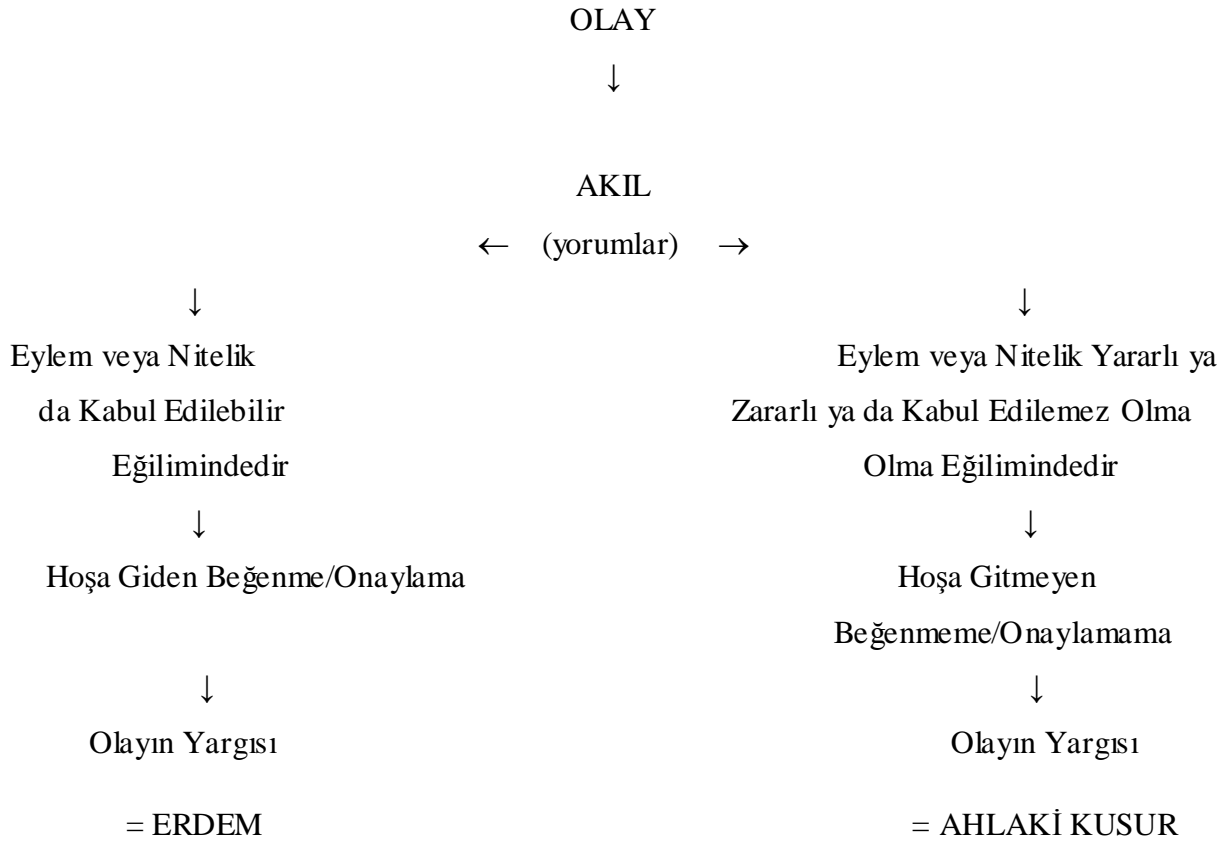 OLAY
↓
AKIL
← (yorumlar) →
↓ ↓
Eylem veya Nitelik Eylem veya Nitelik Yararlı ya
da Kabul Edilebilir Zararlı ya da Kabul Edilemez Olma
Eğilimindedir Olma Eğilimindedir
↓ ↓
Hoşa Giden Beğenme/Onaylama Hoşa Gitmeyen
Beğenmeme/Onaylamama
↓ ↓
Olayın Yargısı Olayın Yargısı
= ERDEM = AHLAKİ KUSUR